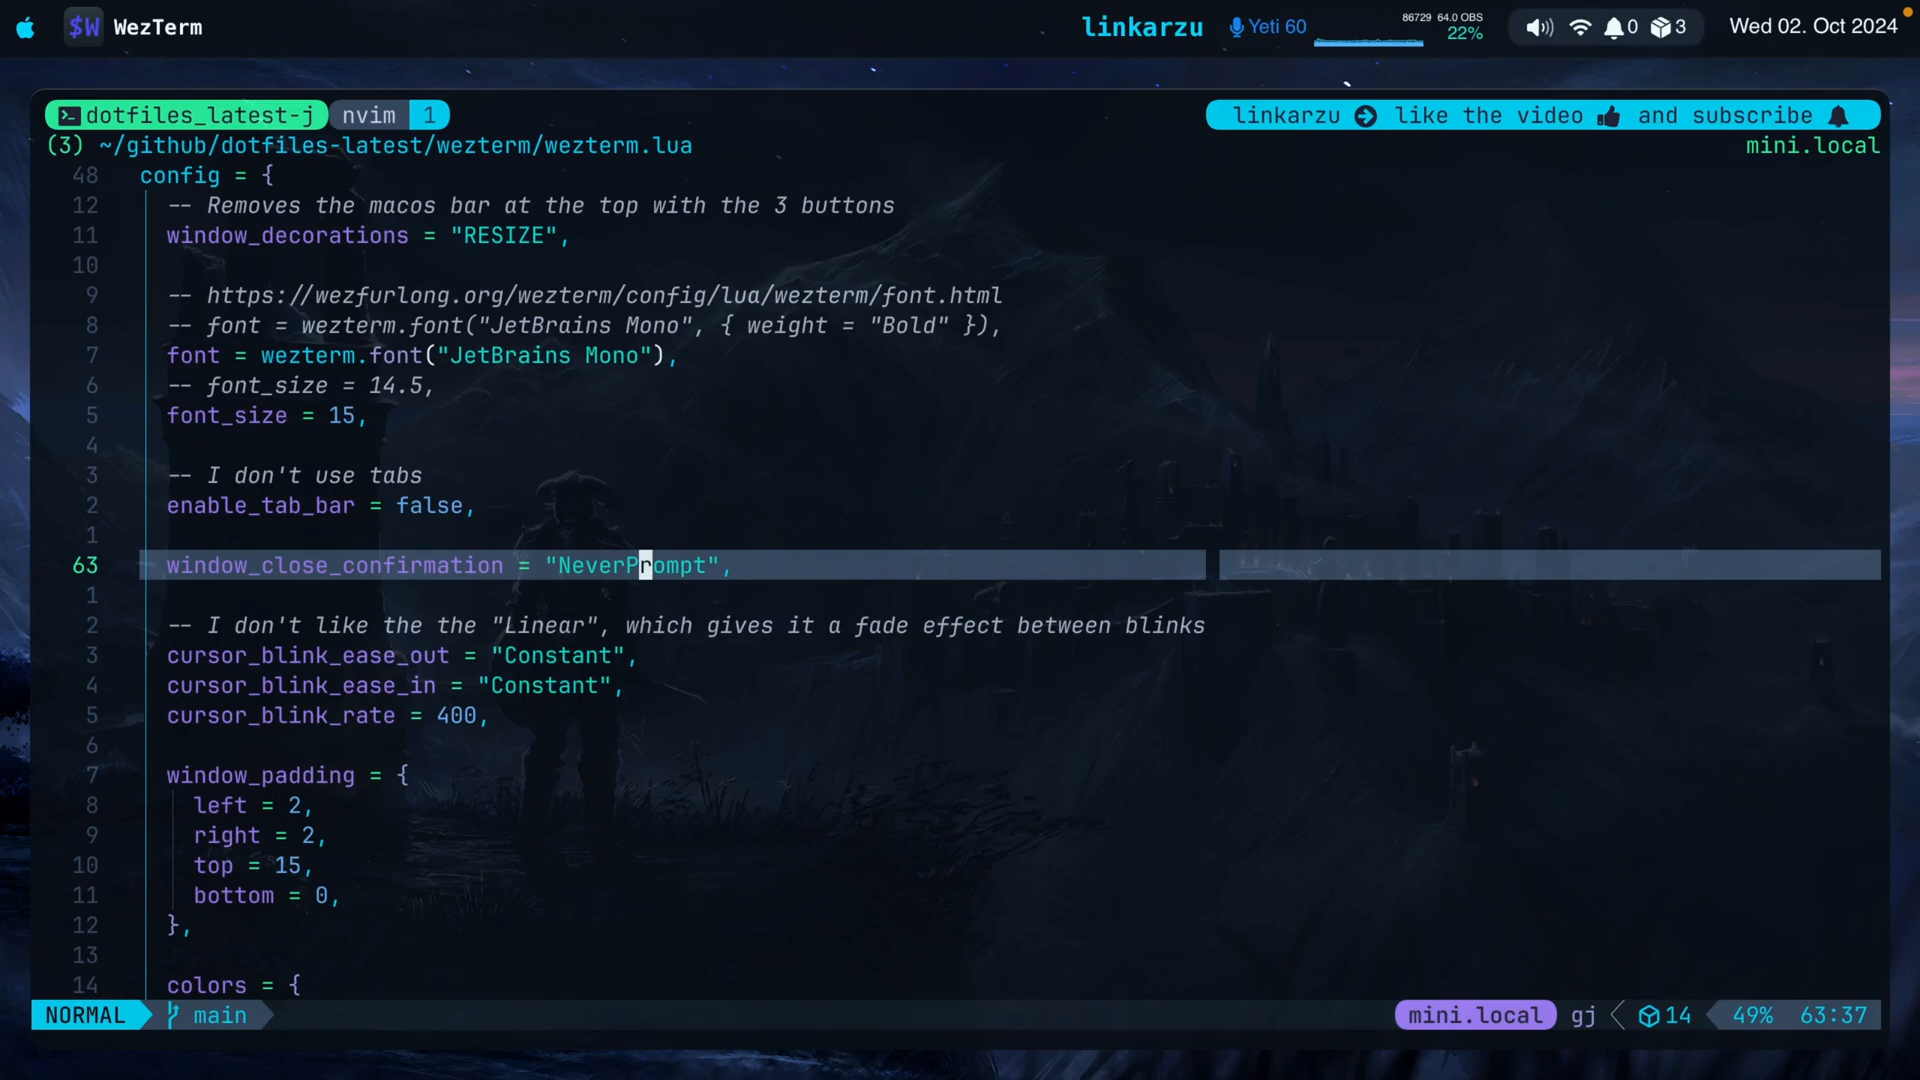 $W WezTerm linkarzu Yeti 60 86729 64.0 OBS 22% 0 3 Wed 02. Oct 2024
dotfiles_latest-j nvim 1 linkarzu like the video and subscribe
(3) ~/github/dotfiles-latest/wezterm/wezterm.lua mini.local
48 config = {
12 -- Removes the macos bar at the top with the 3 buttons
11 window_decorations = "RESIZE",
10
9 -- https://wezfurlong.org/wezterm/config/lua/wezterm/font.html
8 -- font = wezterm.font("JetBrains Mono", { weight = "Bold" }),
7 font = wezterm.font("JetBrains Mono"),
6 -- font_size = 14.5,
5 font_size = 15,
4
3 -- I don't use tabs
2 enable_tab_bar = false,
1
63 window_close_confirmation = "NeverPrompt",
1
2 -- I don't like the the "Linear", which gives it a fade effect between blinks
3 cursor_blink_ease_out = "Constant",
4 cursor_blink_ease_in = "Constant",
5 cursor_blink_rate = 400,
6
7 window_padding = {
8 left = 2,
9 right = 2,
10 top = 15,
11 bottom = 0,
12 },
13
14 colors = {
NORMAL main mini.local gj 14 49% 63:37